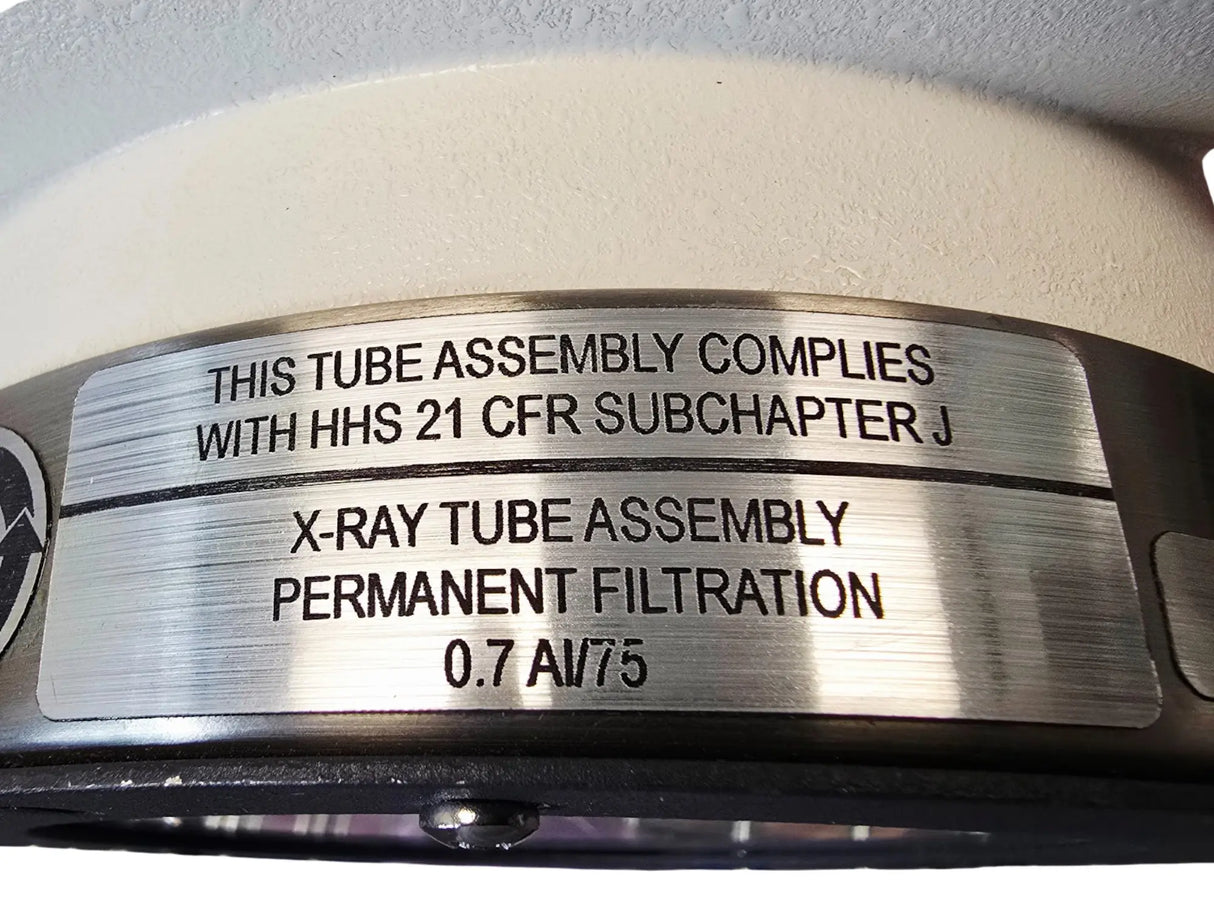 THIS TUBE ASSEMBLY COMPLIES
WITH HHS 21 CFR SUBCHAPTER J
X-RAY TUBE ASSEMBLY
PERMANENT FILTRATION
0.7 Al/75